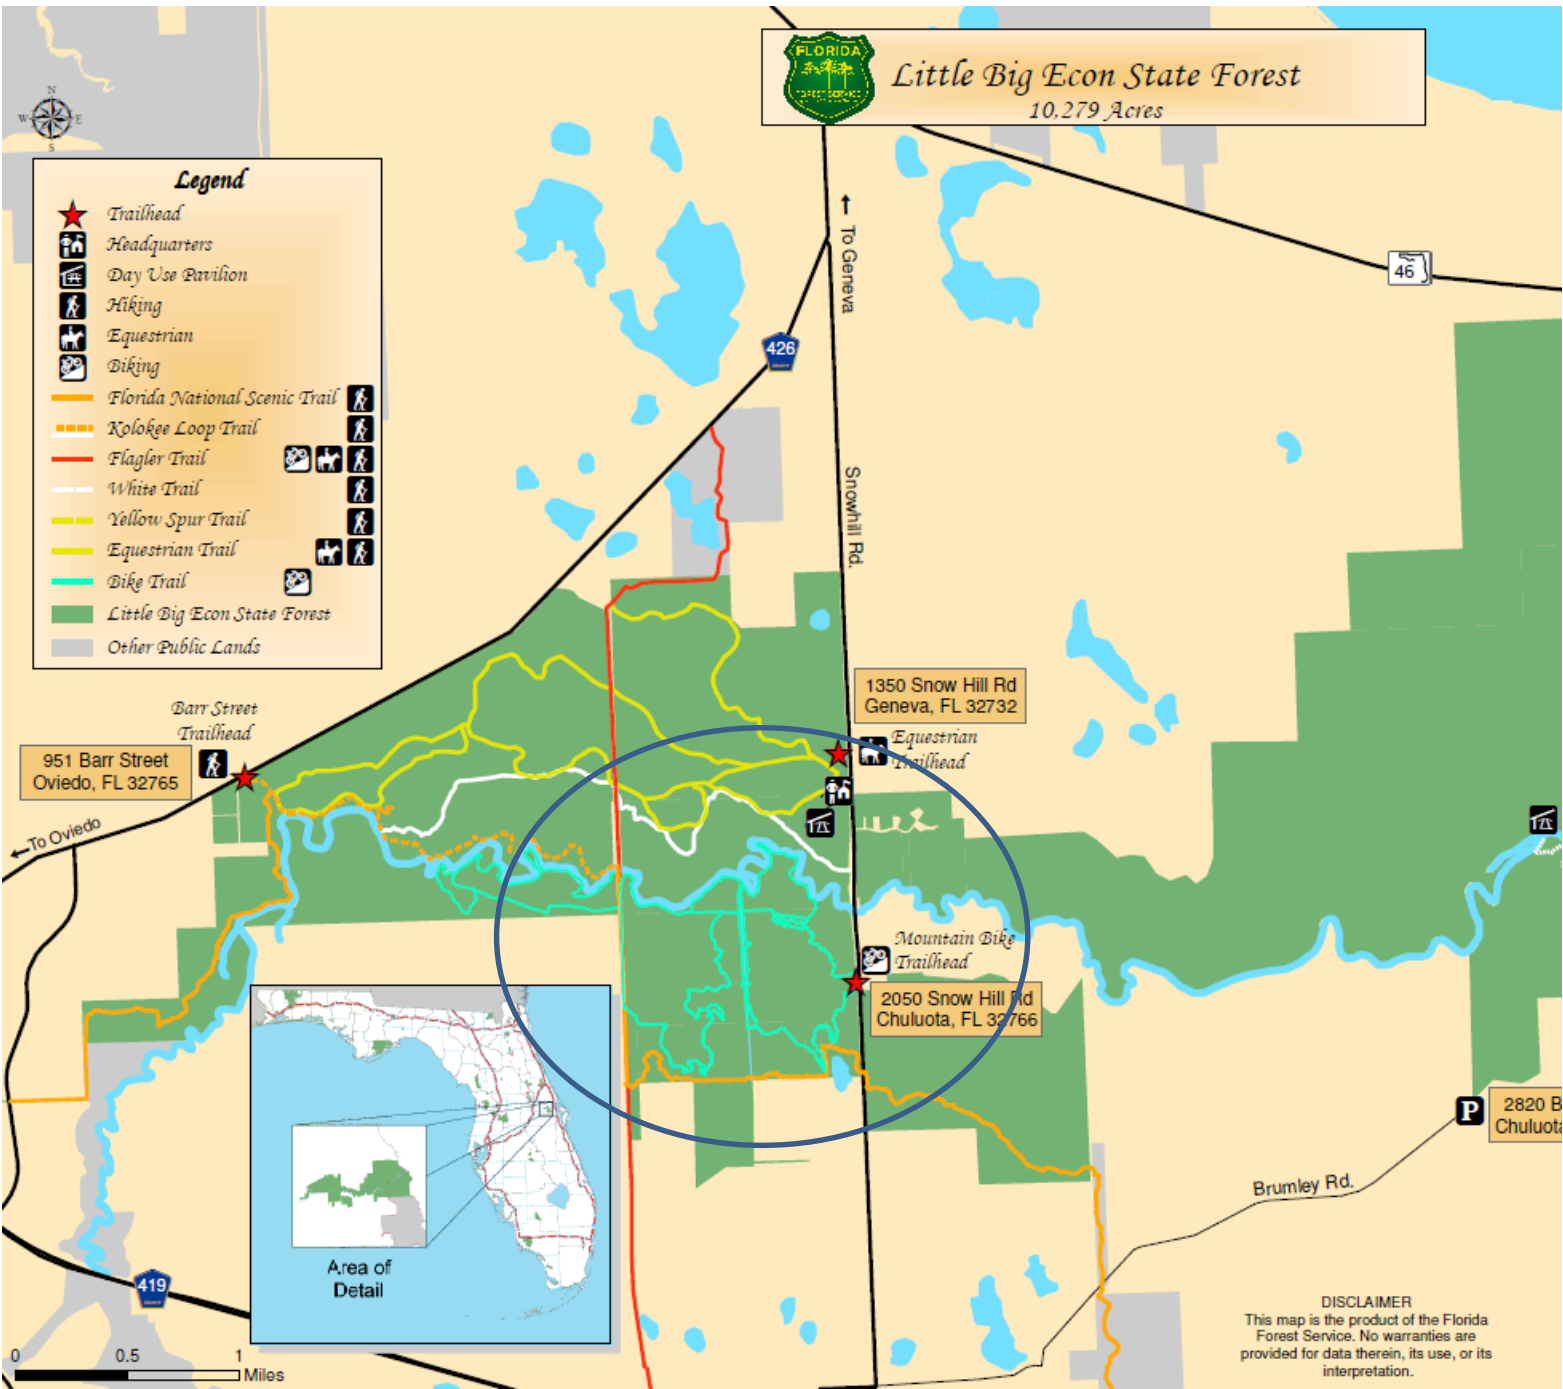 FLORIDA
FOREST SERVICE
Little Big Econ State Forest
10,279 Acres
N
W E
S
Legend
Trailhead
Headquarters
Day Use Pavilion
Hiking
Equestrian
Biking
Florida National Scenic Trail
Kolokee Loop Trail
Flagler Trail
White Trail
Yellow Spur Trail
Equestrian Trail
Bike Trail
Little Big Econ State Forest
Other Public Lands
To Geneva
46
426
Snowhill Rd.
1350 Snow Hill Rd
Geneva, FL 32732
Equestrian
Trailhead
Barr Street
Trailhead
951 Barr Street
Oviedo, FL 32765
To Oviedo
Mountain Bike
Trailhead
2050 Snow Hill Rd
Chuluota, FL 32766
P
2820 B
Chuluota
Brumley Rd.
Area of
Detail
419
0 0.5 1
Miles
DISCLAIMER
This map is the product of the Florida
Forest Service. No warranties are
provided for data therein, its use, or its
interpretation.